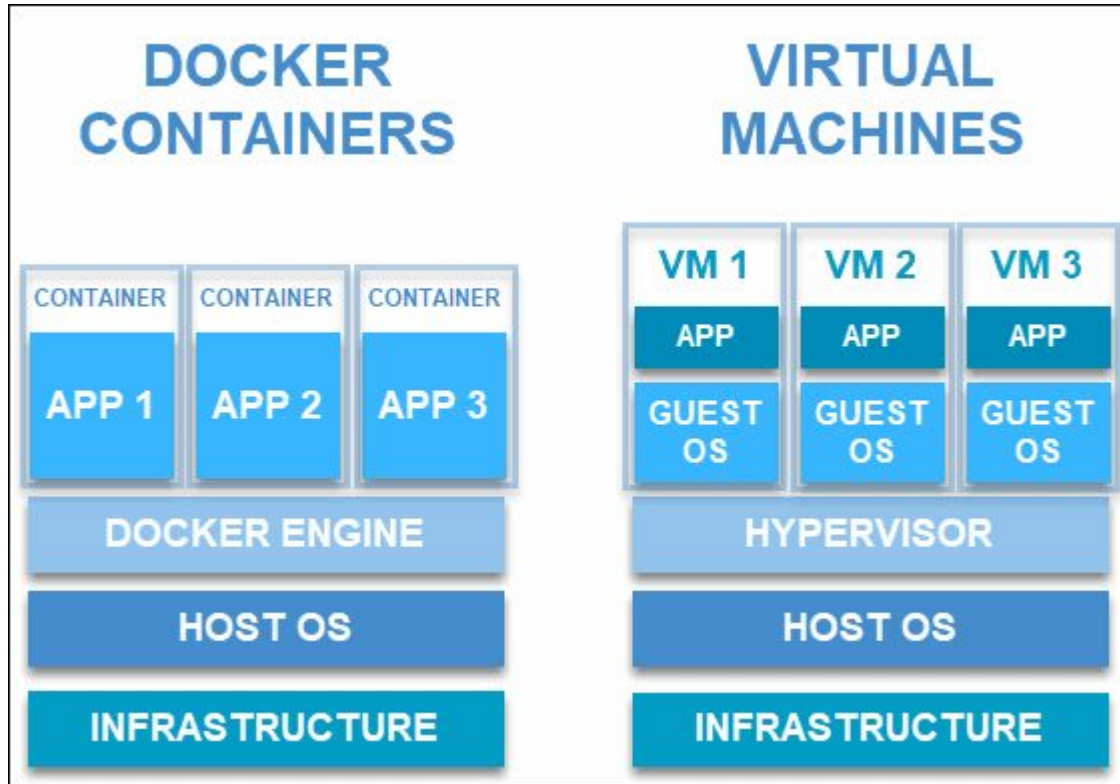 DOCKER
CONTAINERS
CONTAINER
CONTAINER
CONTAINER
APP 1
APP 2
APP 3
DOCKER ENGINE
HOST OS
INFRASTRUCTURE
VIRTUAL
MACHINES
VM 1
VM 2
VM 3
APP
APP
APP
GUEST
OS
GUEST
OS
GUEST
OS
HYPERVISOR
HOST OS
INFRASTRUCTURE